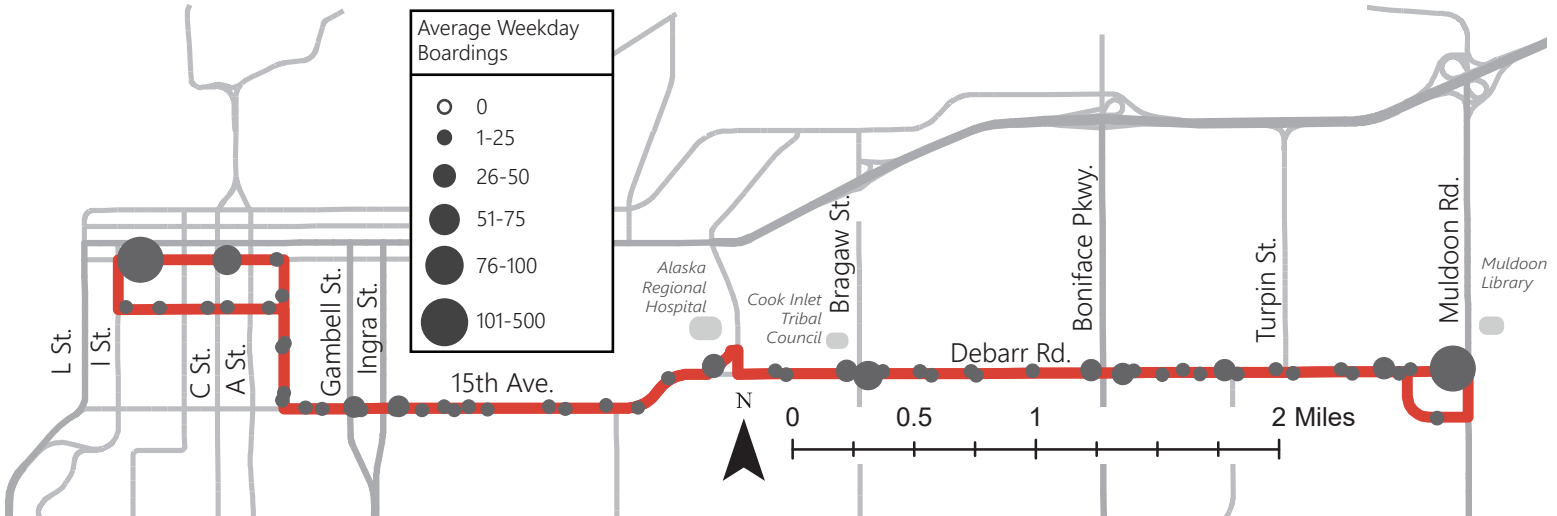 Average Weekday
Boardings
0
1-25
26-50
51-75
76-100
101-500
L St.
I St.
C St.
A St.
Gambell St.
Ingra St.
15th Ave.
Alaska
Regional
Hospital
Cook Inlet
Tribal
Council
Bragaw St.
Debarr Rd.
Boniface Pkwy.
Turpin St.
Muldoon Rd.
Muldoon
Library
N
0 0.5 1 2 Miles